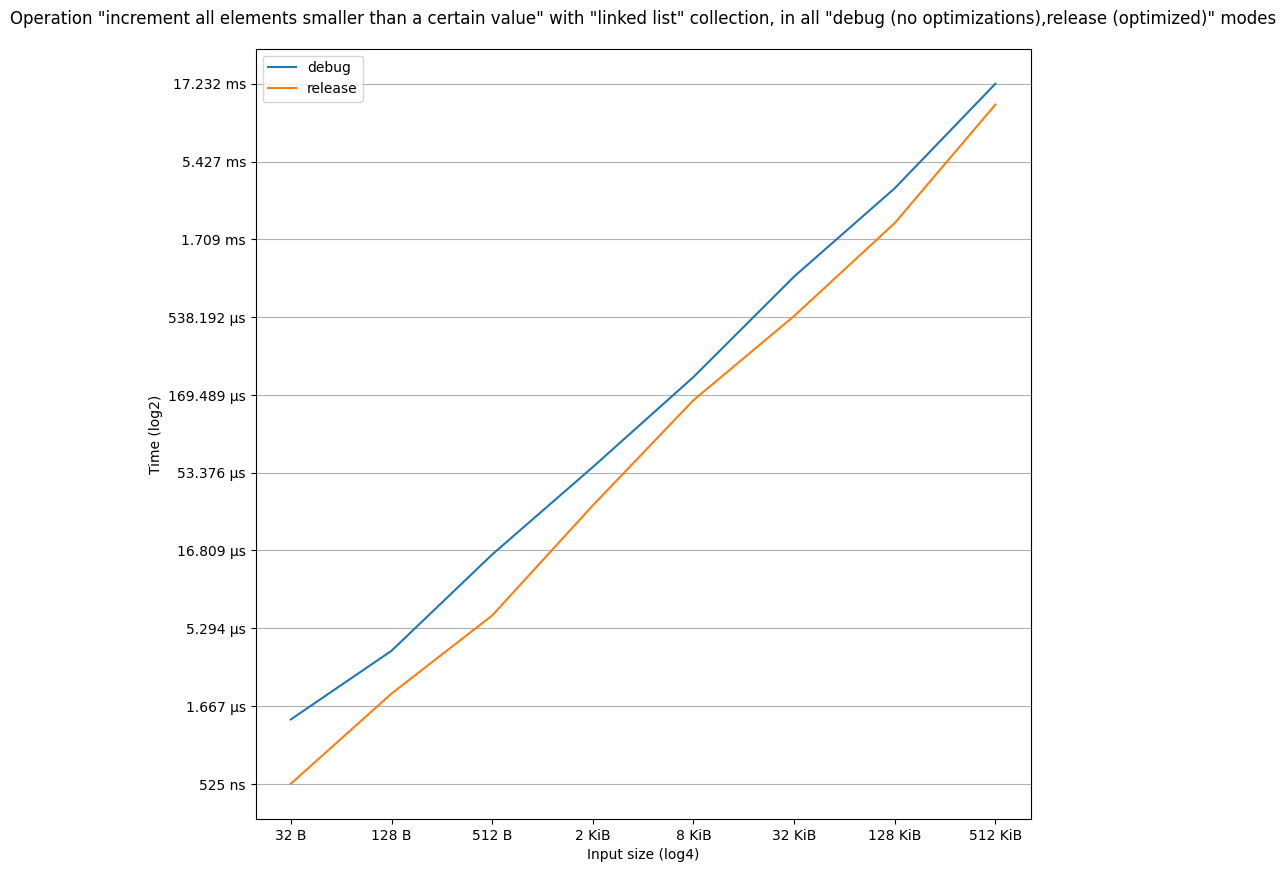 Operation "increment all elements smaller than a certain value" with "linked list" collection, in all "debug (no optimizations),release (optimized)" modes
debug
release
17.232 ms
5.427 ms
1.709 ms
538.192 µs
169.489 µs
53.376 µs
16.809 µs
5.294 µs
1.667 µs
525 ns
Time (log2)
32 B
128 B
512 B
2 KiB
8 KiB
32 KiB
128 KiB
512 KiB
Input size (log4)